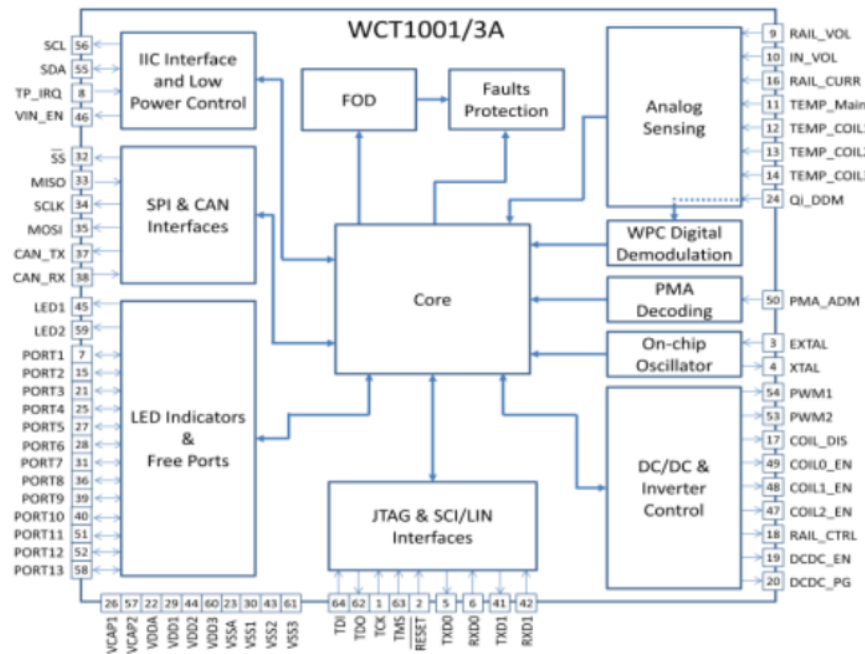 WCT1001/3A
SCL 56
SDA 55
TP_IRQ 8
VIN_EN 46
IIC Interface
and Low
Power Control
FOD
Faults
Protection
Analog
Sensing
9 RAIL_VOL
10 IN_VOL
16 RAIL_CURR
11 TEMP_Main
12 TEMP_COIL1
13 TEMP_COIL2
14 TEMP_COIL3
24 Qi_DDM
SS 32
MISO 33
SCLK 34
MOSI 35
CAN_TX 37
CAN_RX 38
SPI & CAN
Interfaces
Core
WPC Digital
Demodulation
PMA
Decoding
50 PMA_ADM
On-chip
Oscillator
3 EXTAL
4 XTAL
LED1 45
LED2 59
PORT1 7
PORT2 15
PORT3 21
PORT4 25
PORT5 27
PORT6 28
PORT7 31
PORT8 36
PORT9 39
PORT10 40
PORT11 51
PORT12 52
PORT13 58
LED Indicators
&
Free Ports
JTAG & SCI/LIN
Interfaces
DC/DC &
Inverter
Control
54 PWM1
53 PWM2
17 COIL_DIS
49 COIL0_EN
48 COIL1_EN
47 COIL2_EN
18 RAIL_CTRL
19 DCDC_EN
20 DCDC_PG
26 57 22 29 44 60 23 30 43 61
VCAP1
VCAP2
VDDA
VDD1
VDD2
VDD3
VSSA
VSS1
VSS2
VSS3
64 62 1 63 2 5 6 41 42
TDI
TDO
TCK
TMS
RESET
TXD0
RXD0
TXD1
RXD1